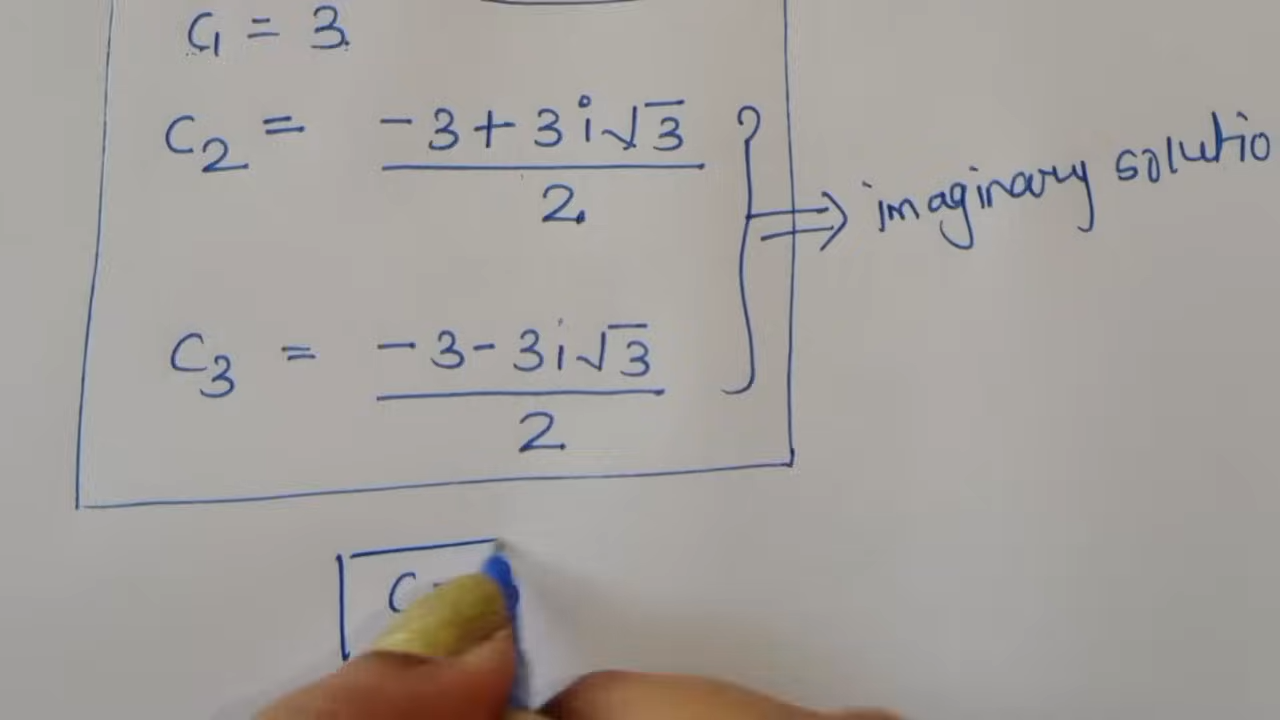 C₁ = 3
C₂ = (-3 + 3i√3)/2
imaginary solutio
C₃ = (-3 - 3i√3)/2
C